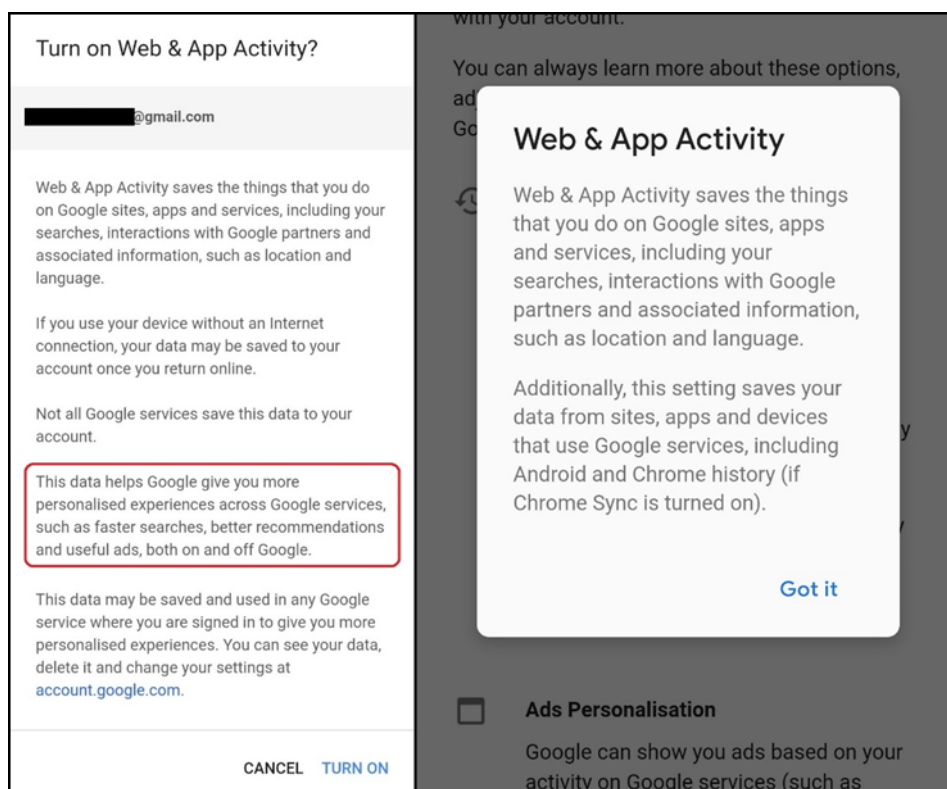 Turn on Web & App Activity?
@gmail.com
Web & App Activity saves the things that you do
on Google sites, apps and services, including your
searches, interactions with Google partners and
associated information, such as location and
language.
If you use your device without an Internet
connection, your data may be saved to your
account once you return online.
Not all Google services save this data to your
account.
This data helps Google give you more
personalised experiences across Google services,
such as faster searches, better recommendations
and useful ads, both on and off Google.
This data may be saved and used in any Google
service where you are signed in to give you more
personalised experiences. You can see your data,
delete it and change your settings at
account.google.com.
CANCEL TURN ON
with your account.
You can always learn more about these options,
Web & App Activity
Web & App Activity saves the things
that you do on Google sites, apps
and services, including your
searches, interactions with Google
partners and associated information,
such as location and language.
Additionally, this setting saves your
data from sites, apps and devices
that use Google services, including
Android and Chrome history (if
Chrome Sync is turned on).
Got it
Ads Personalisation
Google can show you ads based on your
activity on Google services (such as